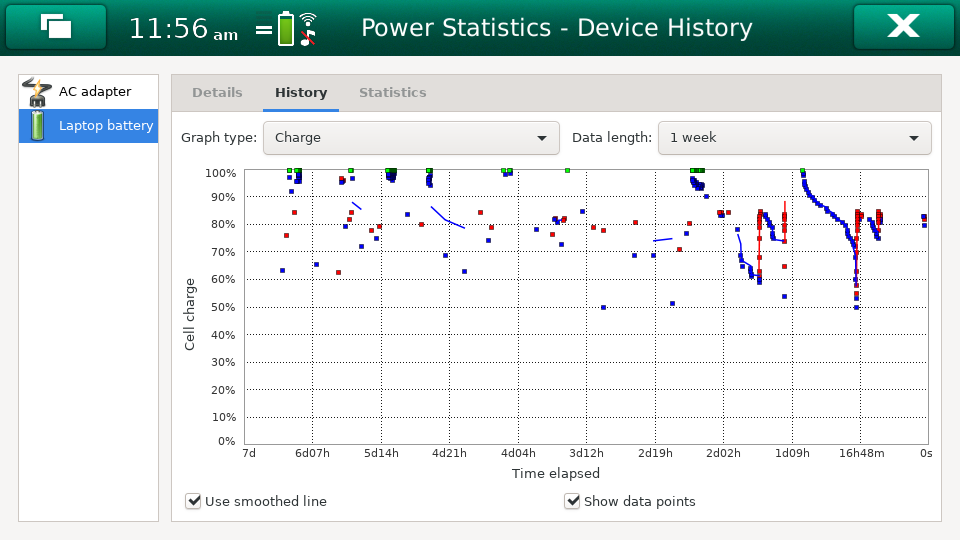 11:56 am
Power Statistics - Device History
AC adapter
Laptop battery
Details
History
Statistics
Graph type:
Charge
Data length:
1 week
100%
90%
80%
70%
60%
50%
40%
30%
20%
10%
0%
Cell charge
7d
6d07h
5d14h
4d21h
4d04h
3d12h
2d19h
2d02h
1d09h
16h48m
0s
Time elapsed
Use smoothed line
Show data points